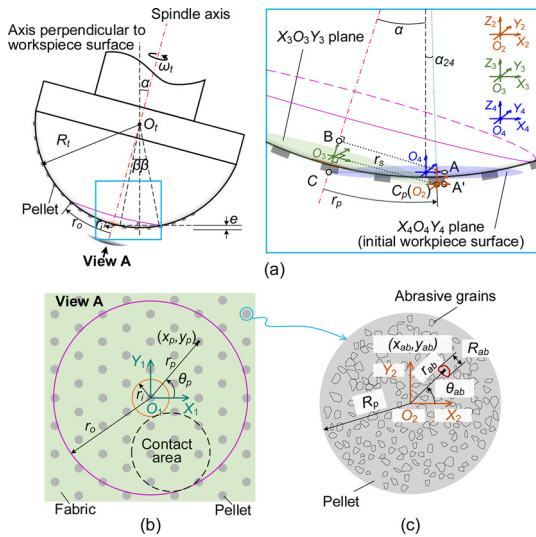 Spindle axis
Axis perpendicular to
workpiece surface
ωt
α
Ot
Rt
ββ
Pellet
ro
ri
e
View A
X3O3Y3 plane
α
α24
Z2
Y2
X2
O2
Z3
Y3
X3
O3
Z4
Y4
X4
O4
B
O3
O4
rs
A
C
Cp(O2)
A'
rp
X4O4Y4 plane
(initial workpiece surface)
(a)
View A
(xp,yp)
rp
Y1
θp
ri
X1
O1
ro
Contact
area
Fabric
Pellet
(b)
Abrasive grains
(xab,yab)
Rab
Y2
rab
θab
Rp
O2
X2
Pellet
(c)